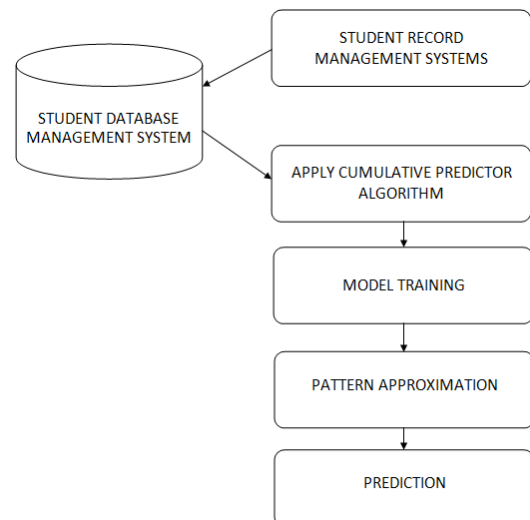 STUDENT RECORD
MANAGEMENT SYSTEMS
STUDENT DATABASE
MANAGEMENT SYSTEM
APPLY CUMULATIVE PREDICTOR
ALGORITHM
MODEL TRAINING
PATTERN APPROXIMATION
PREDICTION